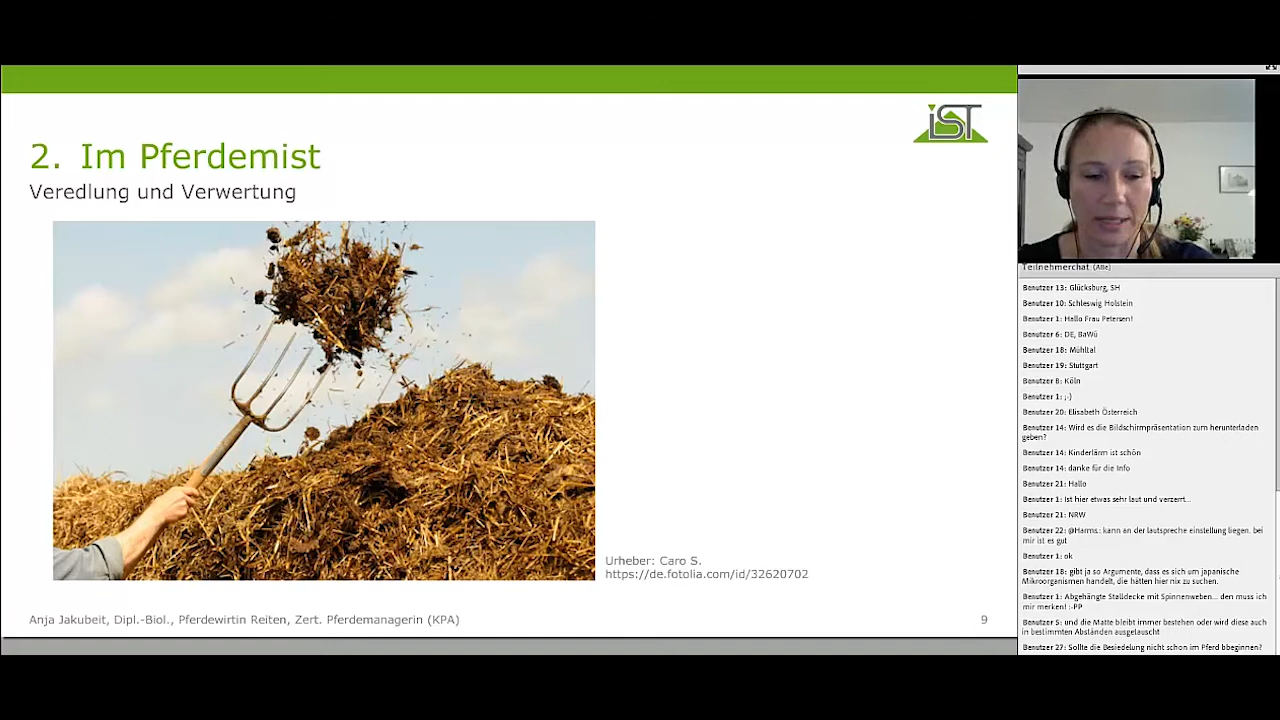 iST
2. Im Pferdemist
Veredlung und Verwertung
Urheber: Caro S.
https://de.fotolia.com/id/32620702
Anja Jakubeit, Dipl.-Biol., Pferdewirtin Reiten, Zert. Pferdemanagerin (KPA)
9
Teilnehmerchat (Alle)
Benutzer 13: Glücksburg, SH
Benutzer 10: Schleswig Holstein
Benutzer 1: Hallo Frau Petersen!
Benutzer 6: DE, BaWü
Benutzer 18: Mühltal
Benutzer 19: Stuttgart
Benutzer 8: Köln
Benutzer 1: ;-)
Benutzer 20: Elisabeth Österreich
Benutzer 14: Wird es die Bildschirmpräsentation zum herunterladen
geben?
Benutzer 14: Kinderlärm ist schön
Benutzer 14: danke für die Info
Benutzer 21: Hallo
Benutzer 1: Ist hier etwas sehr laut und verzerrt...
Benutzer 21: NRW
Benutzer 22: @Harms.: kann an der lautspreche einstellung liegen. bei
mir ist es gut
Benutzer 1: ok
Benutzer 18: gibt ja so Argumente, dass es sich um japanische
Mikroorganismen handelt, die hätten hier nix zu suchen.
Benutzer 1: Abgehängte Stalldecke mit Spinnenweben... den muss ich
mir merken! :-PP
Benutzer 5: und die Matte bleibt immer bestehen oder wird diese auch
in bestimmten Abständen ausgetauscht
Benutzer 27: Sollte die Besiedelung nicht schon im Pferd bbeginnen?